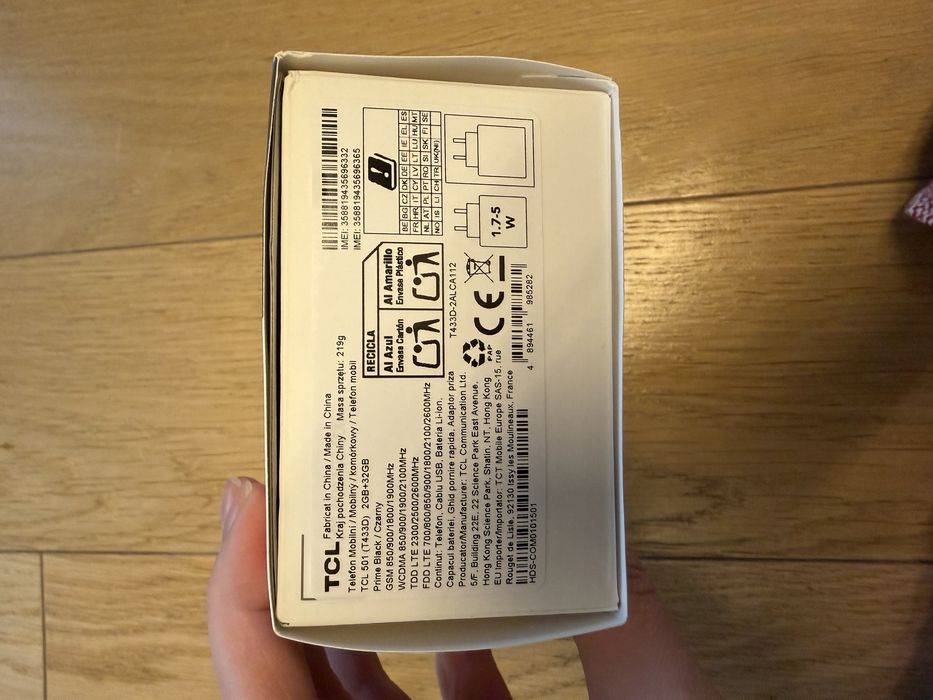 TCL
Fabricat in China / Made in China
Kraj pochodzenia Chiny Masa sprzętu: 219g
Telefon Mobilni / Mobilný / Komórkowy / Telefon mobil
TCL 501 (T433D) 2GB+32GB
Prime Black / Czarny
GSM 850/900/1800/1900MHz
WCDMA 850/900/1900/2100MHz
TDD LTE 2300/2500/2600MHz
FDD LTE 700/800/850/900/1800/2100/2600MHz
Continut: Telefon, Cablu USB, Bateria Li-ion,
Capacul bateriei, Ghid pornire rapida, Adaptor priza
Producator/Manufacturer: TCL Communication Ltd.
5/F, Building 22E, 22 Science Park East Avenue,
Hong Kong Science Park, Shatin, NT, Hong Kong
EU Importer/Importator: TCT Mobile Europe SAS-15, rue
Rouget de Lisle, 92130 Issy les Moulineaux, France
HDS-COM0101501
RECICLA
Al Azul
Envase Cartón
Al Amarillo
Envase Plástico
T433D-2ALCA112
PAP
CE
4 894461 985282
IMEI: 358819435696332
IMEI: 358819435696365
BE BG CZ DK DE EE IE EL ES
FR HR IT CY LV LT LU HU MT
NL AT PL PT RO SI SK FI SE
NO IS LI CH TR UK(NI)
1.7-5
W